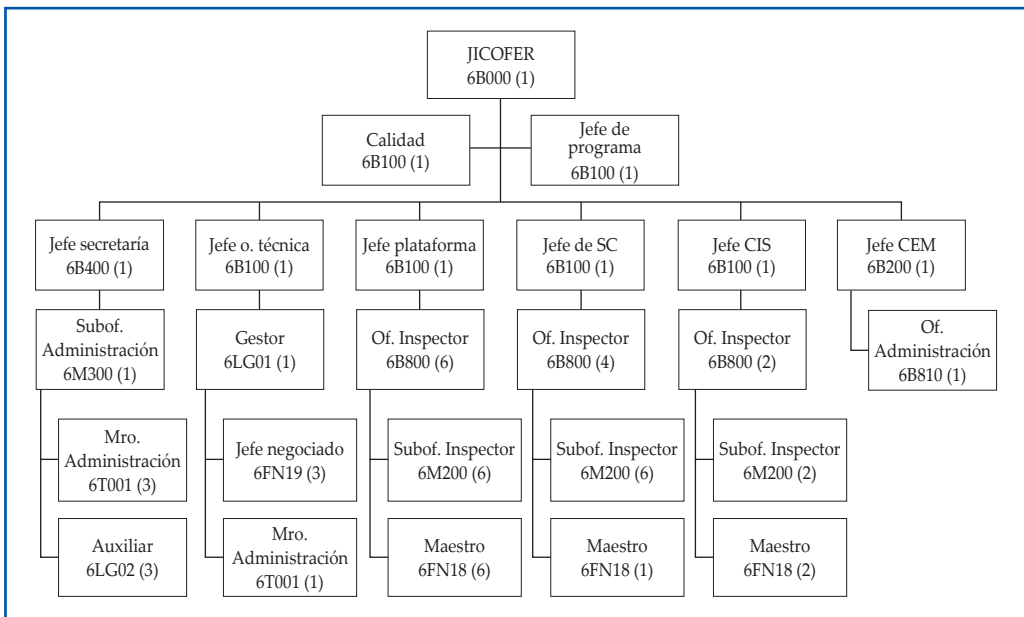 JICOFER
6B000 (1)
Calidad
6B100 (1)
Jefe de
programa
6B100 (1)
Jefe secretaría
6B400 (1)
Jefe o. técnica
6B100 (1)
Jefe plataforma
6B100 (1)
Jefe de SC
6B100 (1)
Jefe CIS
6B100 (1)
Jefe CEM
6B200 (1)
Subof.
Administración
6M300 (1)
Gestor
6LG01 (1)
Of. Inspector
6B800 (6)
Of. Inspector
6B800 (4)
Of. Inspector
6B800 (2)
Of.
Administración
6B810 (1)
Mro.
Administración
6T001 (3)
Jefe negociado
6FN19 (3)
Subof. Inspector
6M200 (6)
Subof. Inspector
6M200 (6)
Subof. Inspector
6M200 (2)
Auxiliar
6LG02 (3)
Mro.
Administración
6T001 (1)
Maestro
6FN18 (6)
Maestro
6FN18 (1)
Maestro
6FN18 (2)